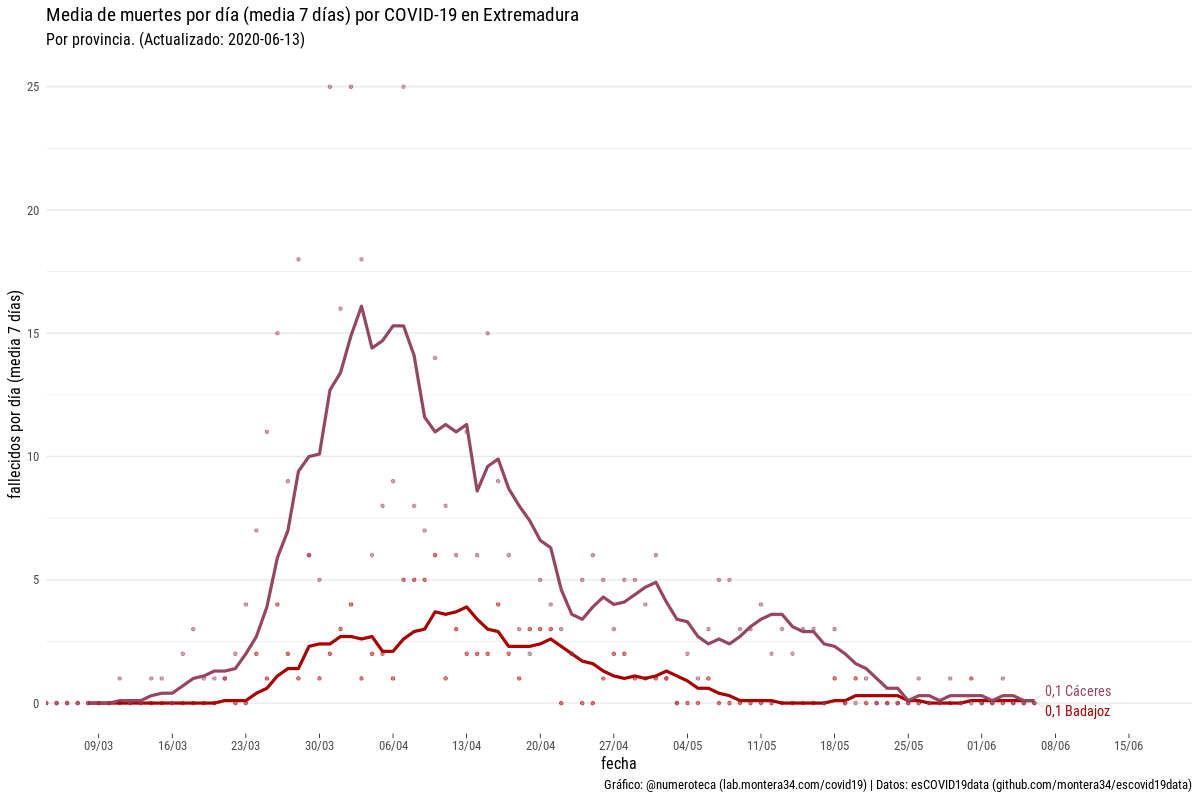 Media de muertes por día (media 7 días) por COVID-19 en Extremadura
Por provincia. (Actualizado: 2020-06-13)
fallecidos por día (media 7 días)
25
20
15
10
5
0
0,1 Cáceres
0,1 Badajoz
09/03 16/03 23/03 30/03 06/04 13/04 20/04 27/04 04/05 11/05 18/05 25/05 01/06 08/06 15/06
fecha
Gráfico: @numeroteca (lab.montera34.com/covid19) | Datos: esCOVID19data (github.com/montera34/escovid19data)